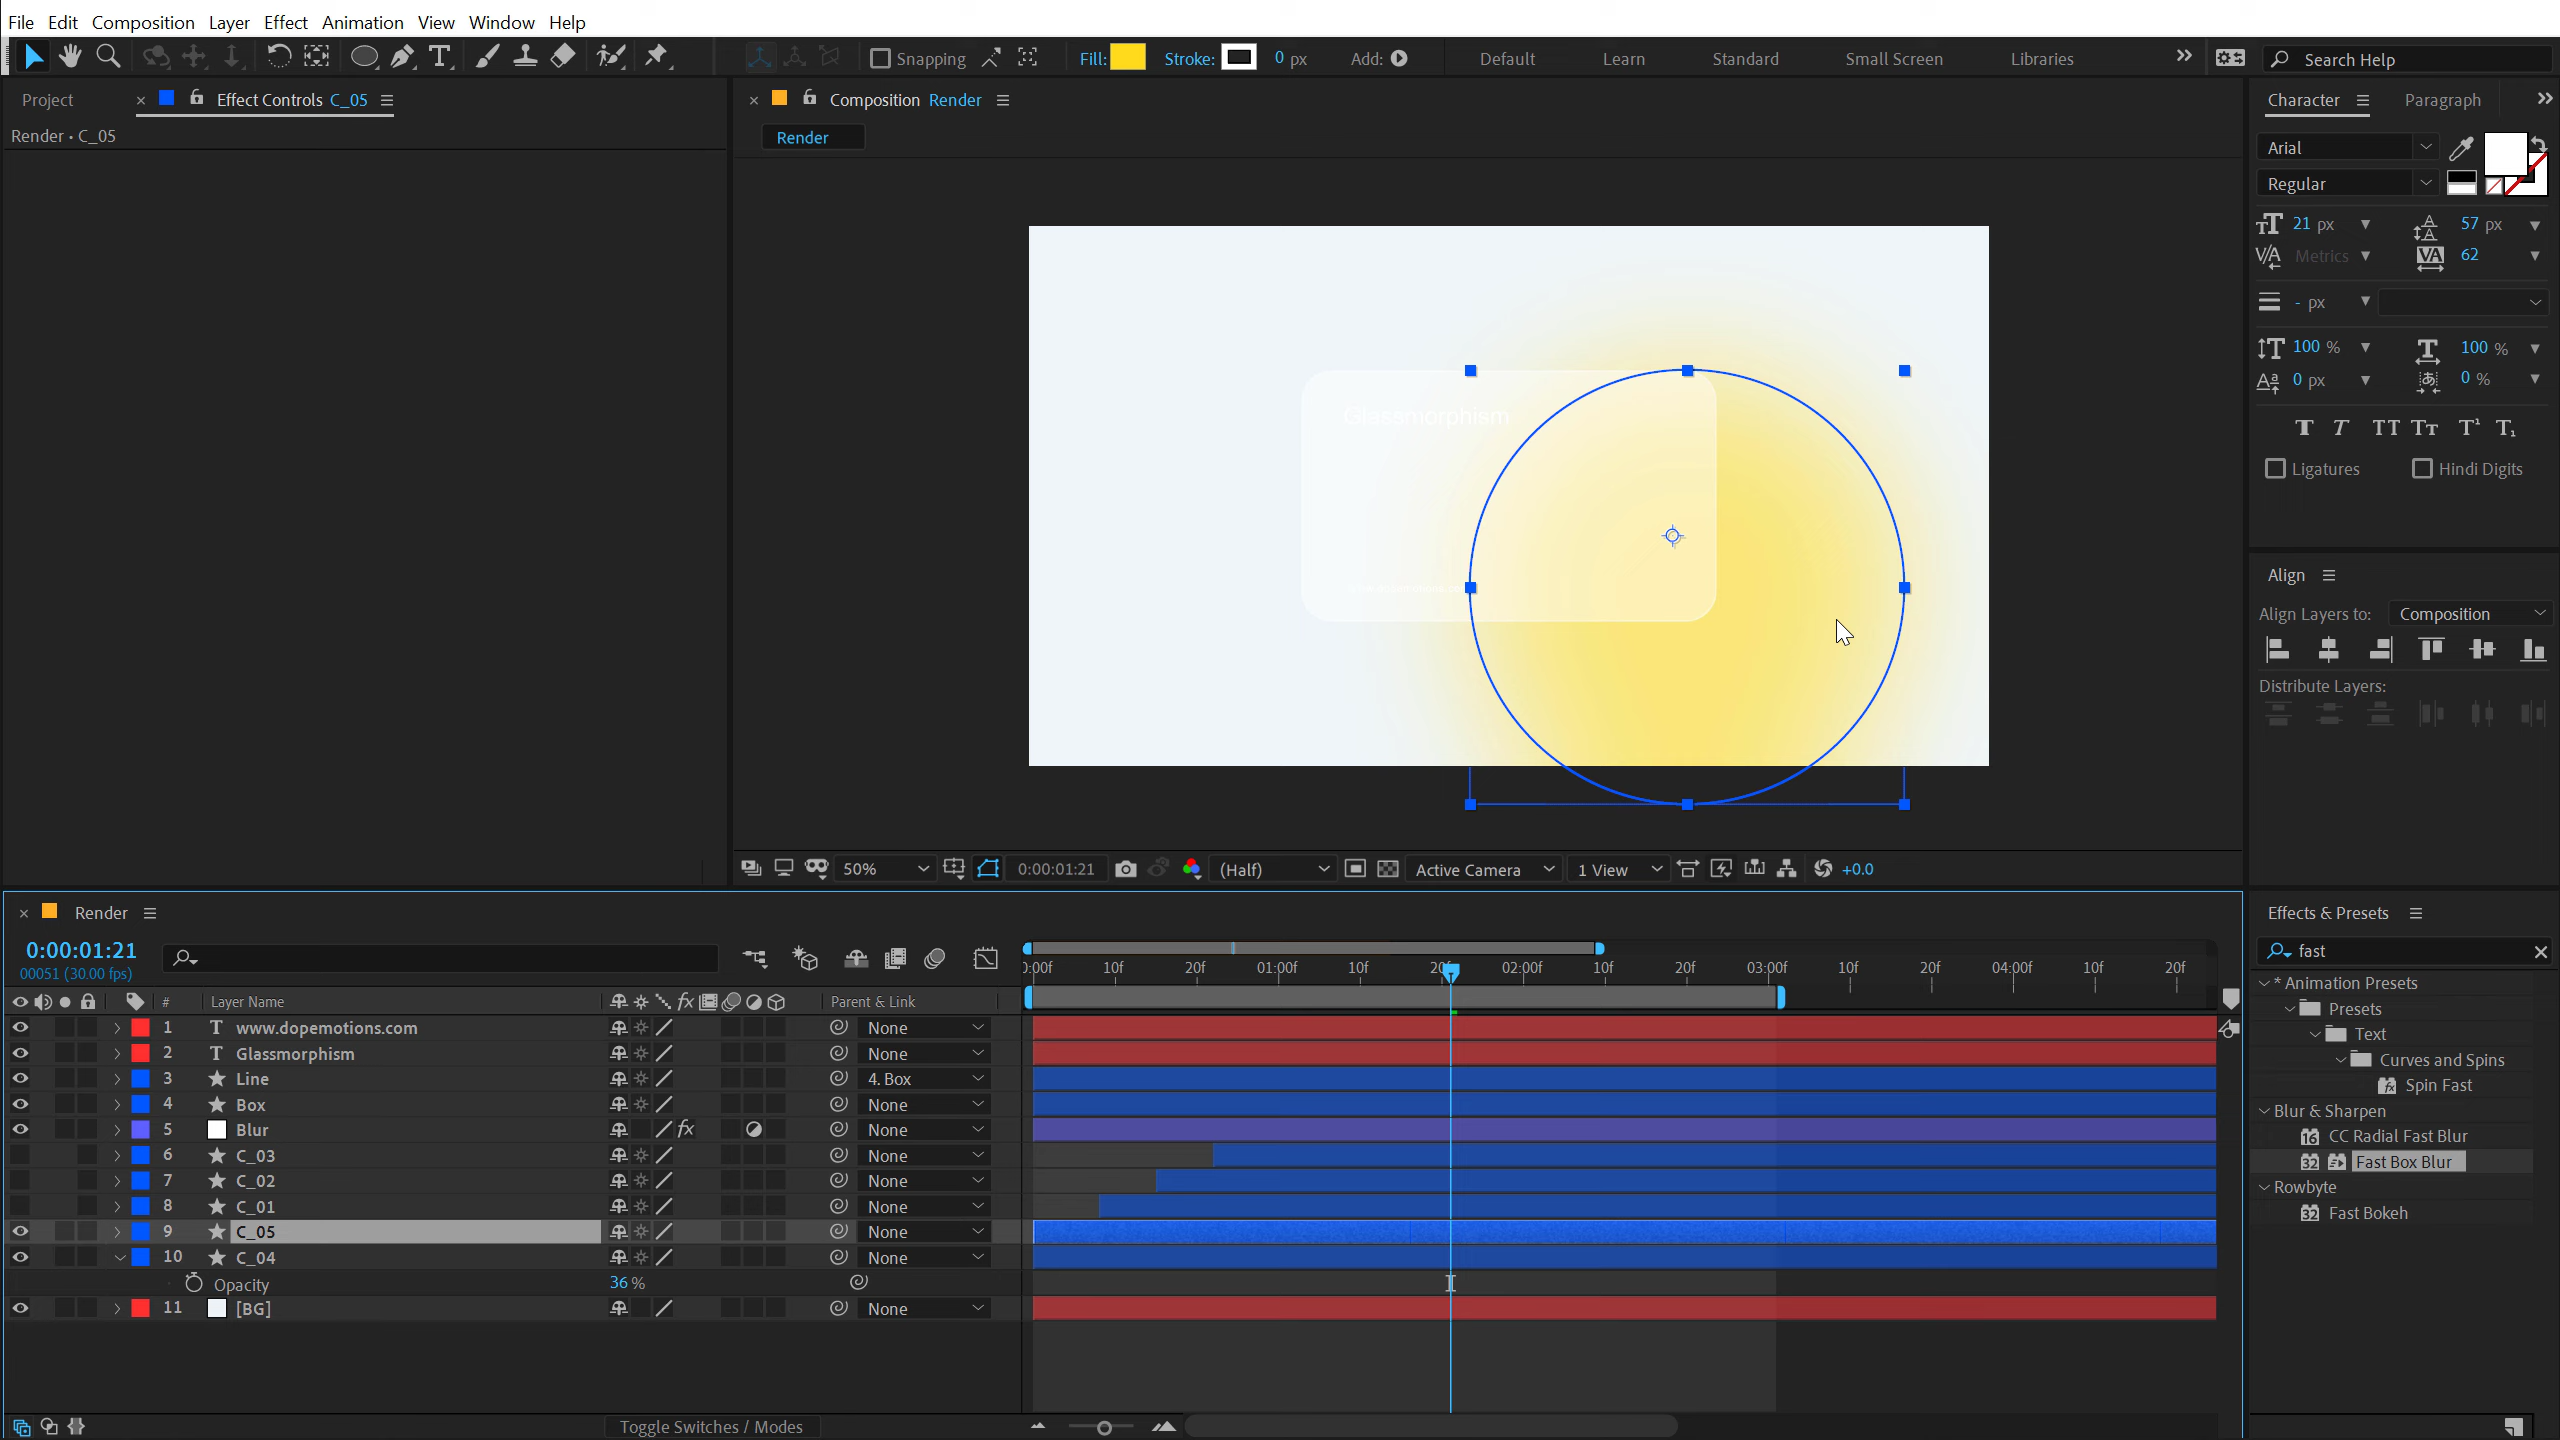 File Edit Composition Layer Effect Animation View Window Help
Snapping Fill: Stroke: 0 px Add: Default Learn Standard Small Screen Libraries Search Help
Project Effect Controls C_05 Composition Render Character Paragraph
Render • C_05
Render
Arial
Regular
21 px 57 px
Metrics 62
- px
100 % 100 %
0 px 0 %
Ligatures Hindi Digits
Glassmorphism
Align
Align Layers to: Composition
Distribute Layers:
50% 0:00:01:21 (Half) Active Camera 1 View +0.0
Render
0:00:01:21
00051 (30.00 fps)
0:00f 10f 20f 01:00f 10f 20f 02:00f 10f 20f 03:00f 10f 20f 04:00f 10f 20f
# Layer Name Parent & Link
1 www.dopemotions.com None
2 Glassmorphism None
3 Line 4. Box
4 Box None
5 Blur None
6 C_03 None
7 C_02 None
8 C_01 None
9 C_05 None
10 C_04 None
Opacity 36 %
11 [BG] None
Toggle Switches / Modes
Effects & Presets
fast
* Animation Presets
Presets
Text
Curves and Spins
Spin Fast
Blur & Sharpen
CC Radial Fast Blur
Fast Box Blur
Rowbyte
Fast Bokeh